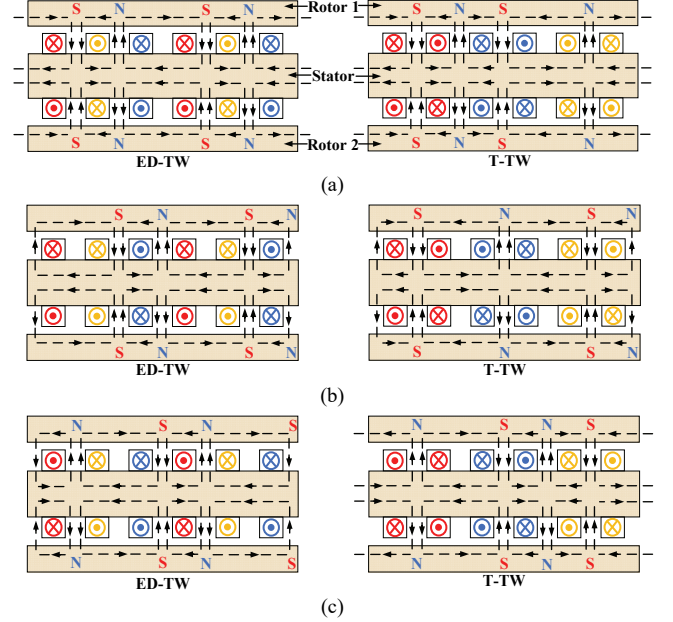 S N S N Rotor 1 S N S N
Stator
S N S N Rotor 2 S N S N
ED-TW T-TW
(a)
S N S N S N S N
S N S N S N S N
ED-TW T-TW
(b)
N S N S N S N S
N S N S N S N S
ED-TW T-TW
(c)